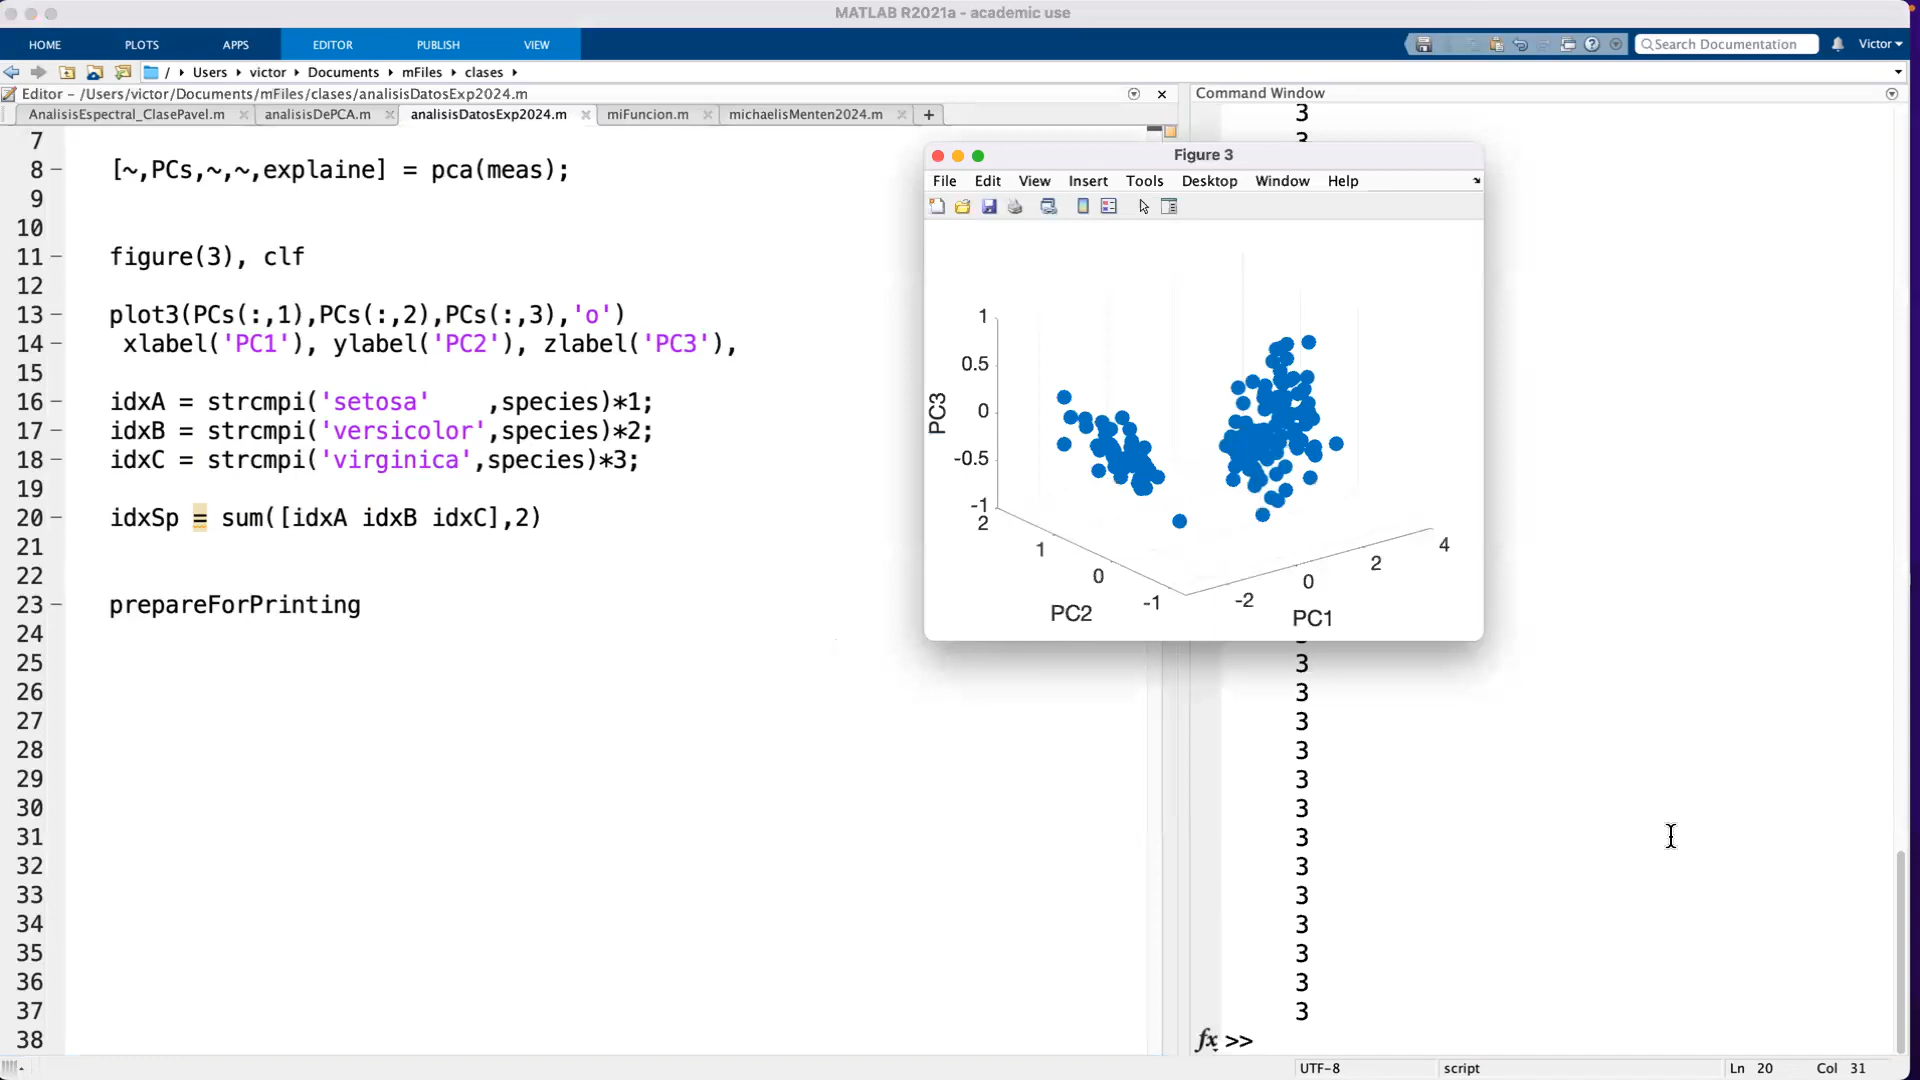 MATLAB R2021a - academic use
HOME PLOTS APPS EDITOR PUBLISH VIEW Search Documentation Victor
/ Users victor Documents mFiles clases
Editor - /Users/victor/Documents/mFiles/clases/analisisDatosExp2024.m
AnalisisEspectral_ClasePavel.m analisisDePCA.m analisisDatosExp2024.m miFuncion.m michaelisMenten2024.m +
7
8 - [~,PCs,~,~,explaine] = pca(meas);
9
10
11 - figure(3), clf
12
13 - plot3(PCs(:,1),PCs(:,2),PCs(:,3),'o')
14 - xlabel('PC1'), ylabel('PC2'), zlabel('PC3'),
15
16 - idxA = strcmpi('setosa'    ,species)*1;
17 - idxB = strcmpi('versicolor',species)*2;
18 - idxC = strcmpi('virginica',species)*3;
19
20 - idxSp = sum([idxA idxB idxC],2)
21
22
23 - prepareForPrinting
24
25
26
27
28
29
30
31
32
33
34
35
36
37
38
Command Window
3
3
Figure 3
File Edit View Insert Tools Desktop Window Help
1
0.5
0
-0.5
-1
PC3
2
1
0
-1
PC2
-2
0
2
4
PC1
3
3
3
3
3
3
3
3
3
3
3
3
3
fx >>
UTF-8 script Ln 20 Col 31